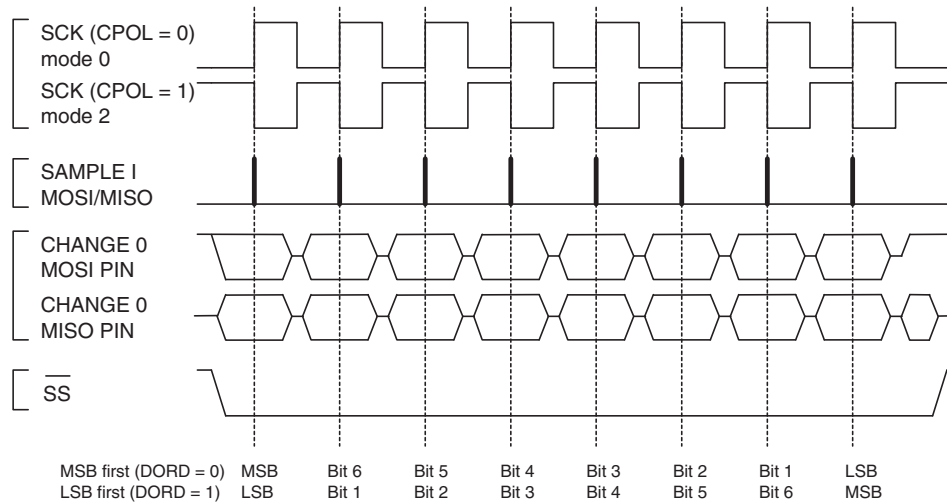 SCK (CPOL = 0)
mode 0
SCK (CPOL = 1)
mode 2
SAMPLE I
MOSI/MISO
CHANGE 0
MOSI PIN
CHANGE 0
MISO PIN
SS
MSB first (DORD = 0) MSB Bit 6 Bit 5 Bit 4 Bit 3 Bit 2 Bit 1 LSB
LSB first (DORD = 1) LSB Bit 1 Bit 2 Bit 3 Bit 4 Bit 5 Bit 6 MSB